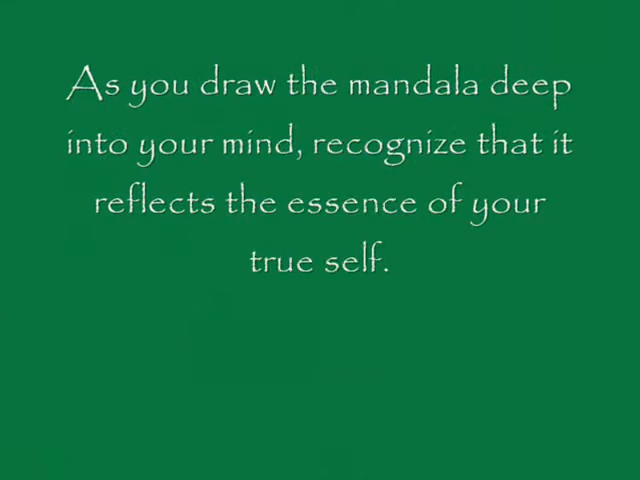 As you draw the mandala deep
into your mind, recognize that it
reflects the essence of your
true self.